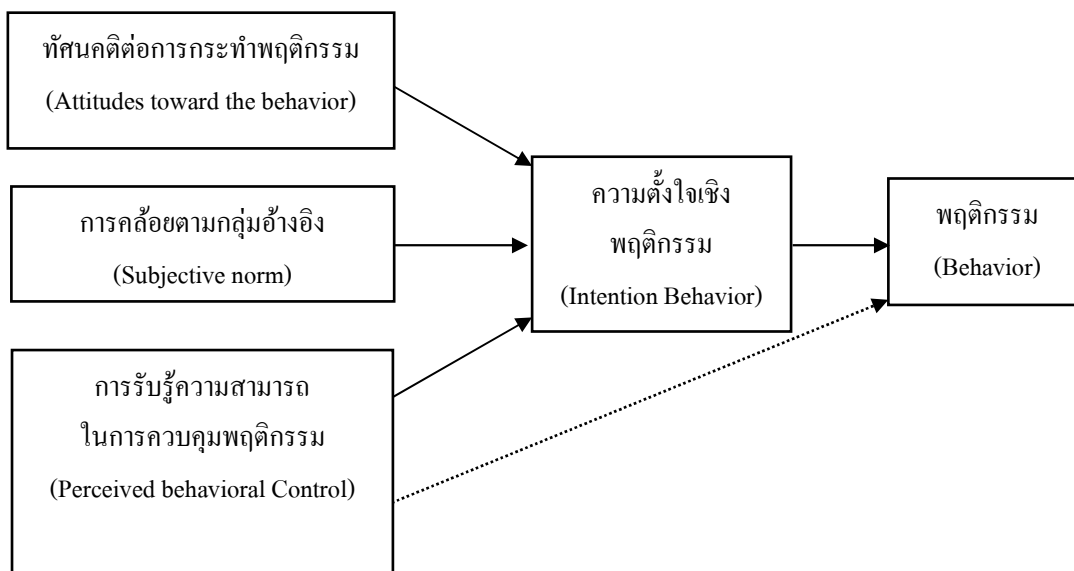 ทัศนคติต่อการกระทำพฤติกรรม
(Attitudes toward the behavior)
การคล้อยตามกลุ่มอ้างอิง
(Subjective norm)
การรับรู้ความสามารถ
ในการควบคุมพฤติกรรม
(Perceived behavioral Control)
ความตั้งใจเชิง
พฤติกรรม
(Intention Behavior)
พฤติกรรม
(Behavior)